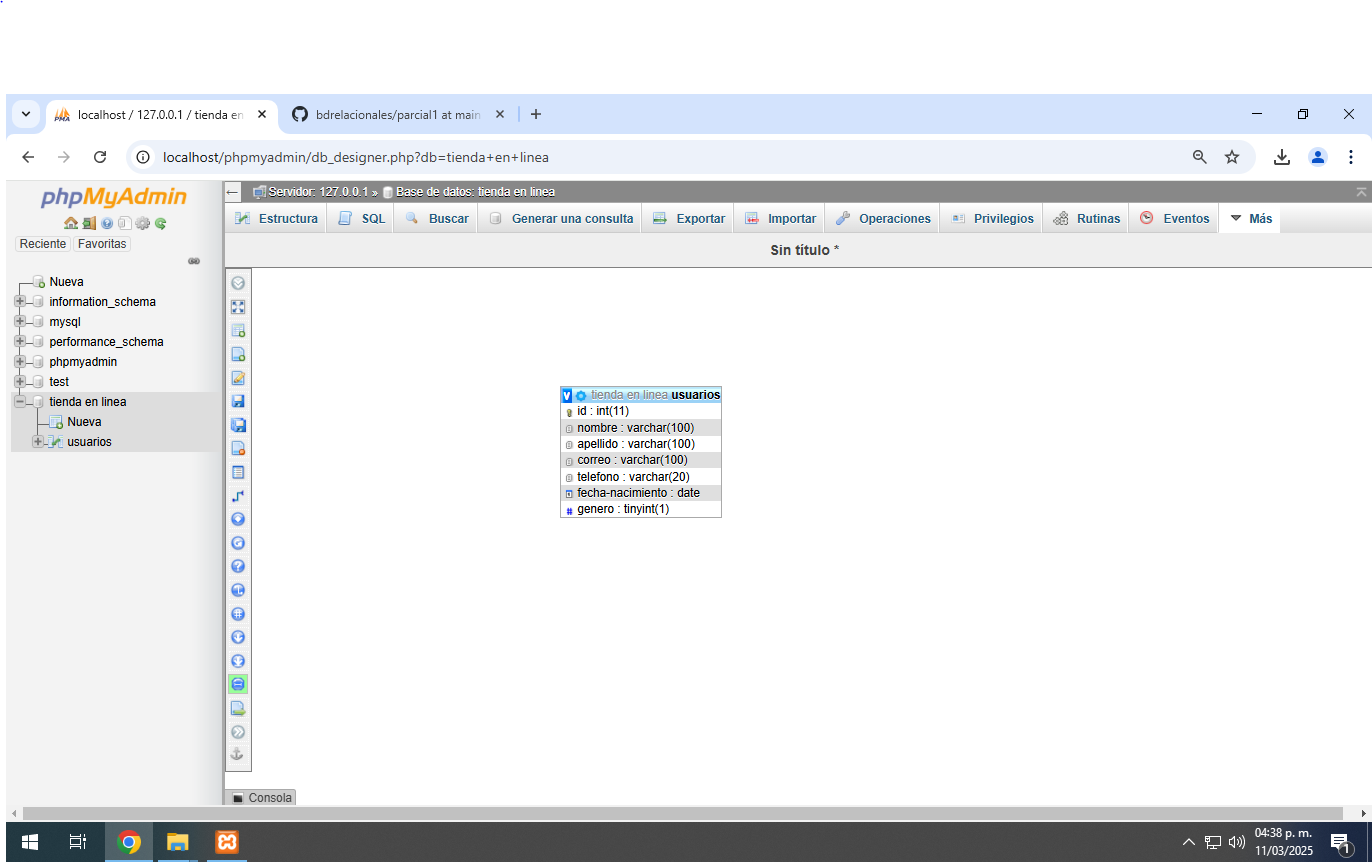 localhost / 127.0.0.1 / tienda en
bdrelacionales/parcial1 at main
localhost/phpmyadmin/db_designer.php?db=tienda+en+linea
phpMyAdmin
Reciente Favoritas
Nueva
information_schema
mysql
performance_schema
phpmyadmin
test
tienda en linea
Nueva
usuarios
Servidor: 127.0.0.1 » Base de datos: tienda en linea
Estructura SQL Buscar Generar una consulta Exportar Importar Operaciones Privilegios Rutinas Eventos Más
Sin título *
tienda en linea usuarios
id : int(11)
nombre : varchar(100)
apellido : varchar(100)
correo : varchar(100)
telefono : varchar(20)
fecha-nacimiento : date
genero : tinyint(1)
Consola
04:38 p. m.
11/03/2025
1